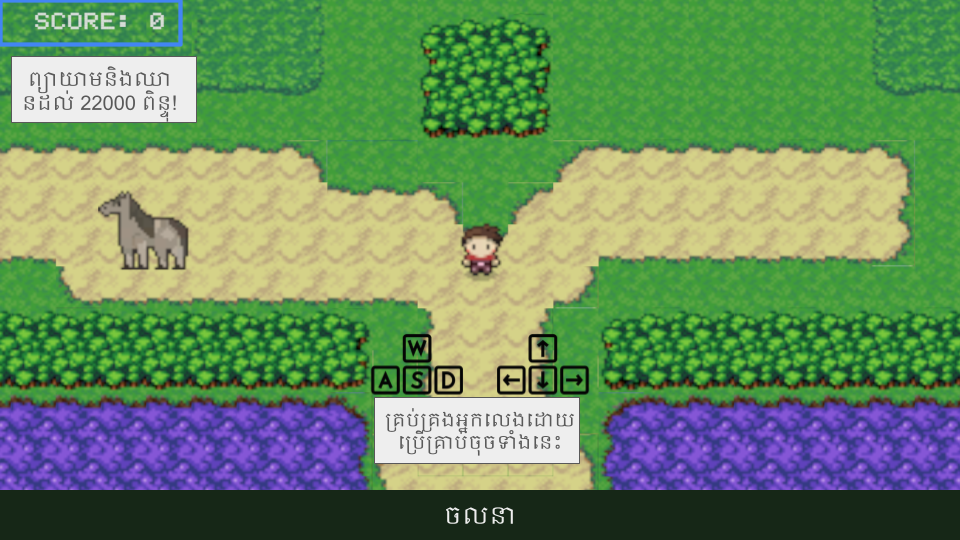 SCORE: 0
ព្យាយាមនិងឈា
នដល់ 22000 ពិន្ទុ!
W
↑
A S D
← ↓ →
គ្រប់គ្រងអ្នកលេងដោយ
ប្រើគ្រាប់ចុចទាំងនេះ
ចលនា